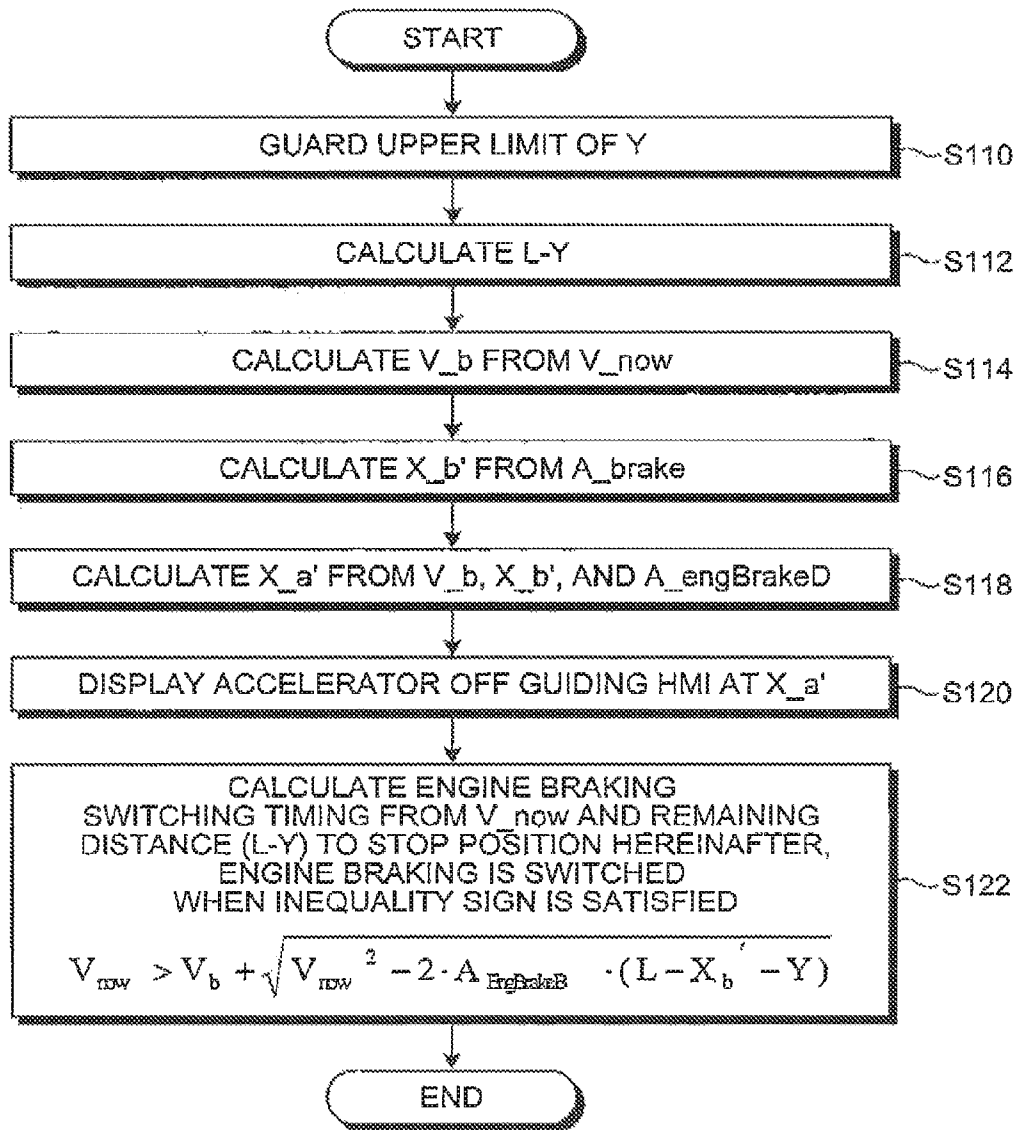 START
GUARD UPPER LIMIT OF Y
S110
CALCULATE L-Y
S112
CALCULATE V_b FROM V_now
S114
CALCULATE X_b' FROM A_brake
S116
CALCULATE X_a' FROM V_b, X_b', AND A_engBrakeD
S118
DISPLAY ACCELERATOR OFF GUIDING HMI AT X_a'
S120
CALCULATE ENGINE BRAKING
SWITCHING TIMING FROM V_now AND REMAINING
DISTANCE (L-Y) TO STOP POSITION HEREINAFTER,
ENGINE BRAKING IS SWITCHED
WHEN INEQUALITY SIGN IS SATISFIED
S122
V_now > V_b + √(V_now² − 2 · A_EngBrakeB · (L − X_b′ − Y))
END